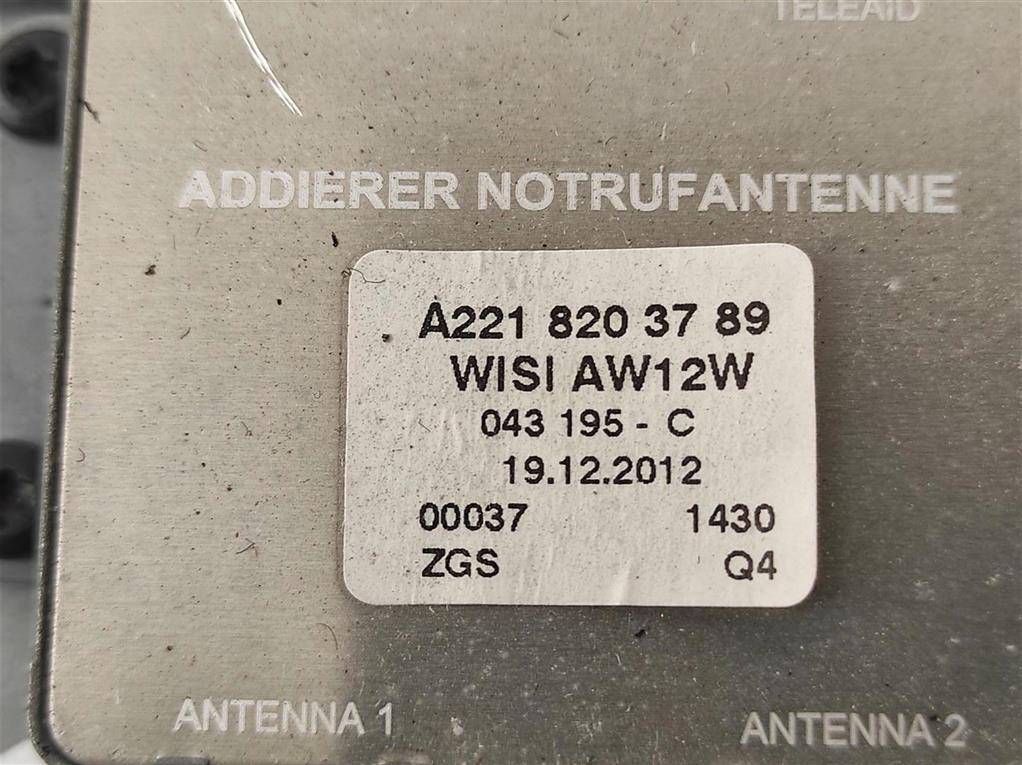 TELEAID
ADDIERER NOTRUFANTENNE
A221 820 37 89
WISI AW12W
043 195 - C
19.12.2012
00037 1430
ZGS Q4
ANTENNA 1 ANTENNA 2